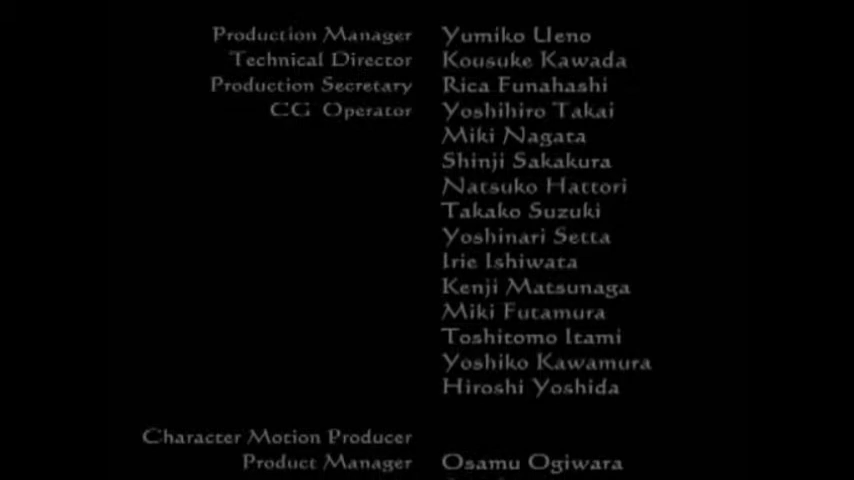 Production Manager Yumiko Ueno
Technical Director Kousuke Kawada
Production Secretary Rica Funahashi
CG Operator Yoshihiro Takai
Miki Nagata
Shinji Sakakura
Natsuko Hattori
Takako Suzuki
Yoshinari Setta
Irie Ishiwata
Kenji Matsunaga
Miki Futamura
Toshitomo Itami
Yoshiko Kawamura
Hiroshi Yoshida
Character Motion Producer
Product Manager Osamu Ogiwara